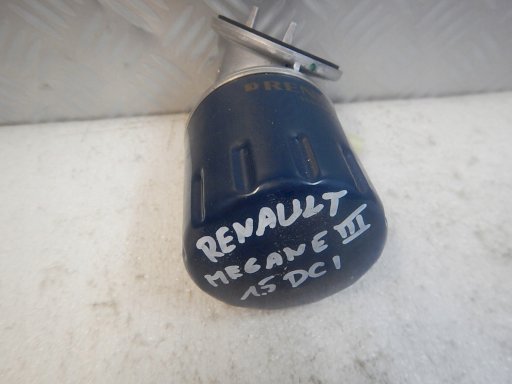 RENAULT
MEGANE III
1.5 DCI